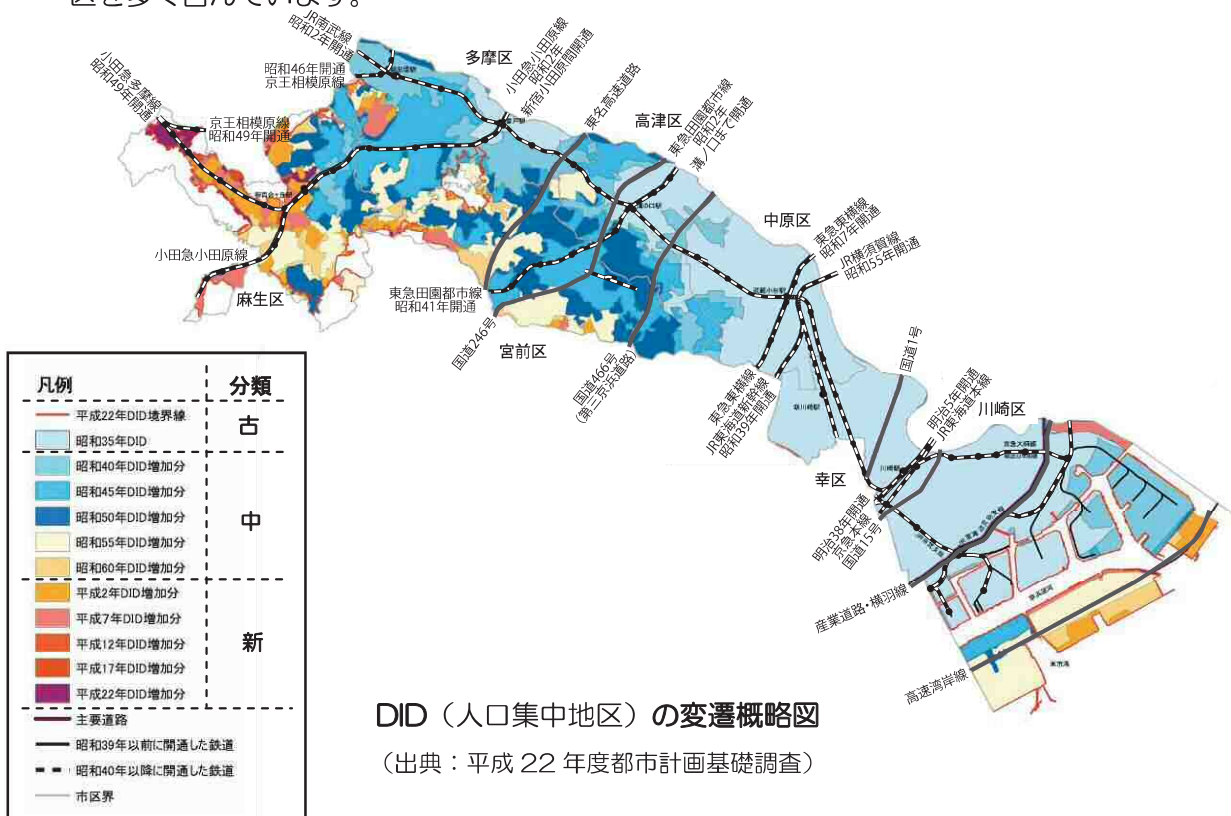 区を多く含んでいます。
JR南武線
昭和2年開通
多摩区
小田急小田原線
昭和2年
新宿小田原間開通
昭和46年開通
京王相模原線
小田急多摩線
昭和49年開通
京王相模原線
昭和49年開通
東名高速道路
高津区
東急田園都市線
昭和2年
溝ノ口まで開通
中原区
東急東横線
昭和7年開通
JR横須賀線
昭和55年開通
小田急小田原線
麻生区
東急田園都市線
昭和41年開通
国道246号
宮前区
国道466号
(第三京浜道路)
東急東横線
JR東海道新幹線
昭和39年開通
国道1号
明治5年開通
JR東海道本線
川崎区
幸区
新川崎駅
川崎駅
武蔵小杉駅
明治38年開通
京急本線
国道15号
産業道路・横羽線
高速湾岸線
凡例
分類
平成22年DID境界線
昭和35年DID
古
昭和40年DID増加分
昭和45年DID増加分
昭和50年DID増加分
昭和55年DID増加分
昭和60年DID増加分
中
平成2年DID増加分
平成7年DID増加分
平成12年DID増加分
平成17年DID増加分
平成22年DID増加分
新
主要道路
昭和39年以前に開通した鉄道
昭和40年以降に開通した鉄道
市区界
DID（人口集中地区）の変遷概略図
（出典：平成 22 年度都市計画基礎調査）